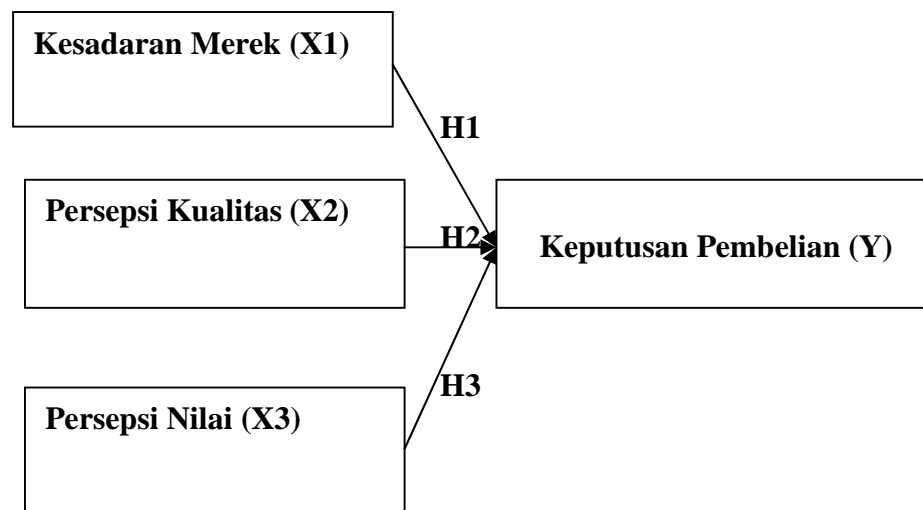 Kesadaran Merek (X1)
H1
Persepsi Kualitas (X2)
H2
Keputusan Pembelian (Y)
H3
Persepsi Nilai (X3)